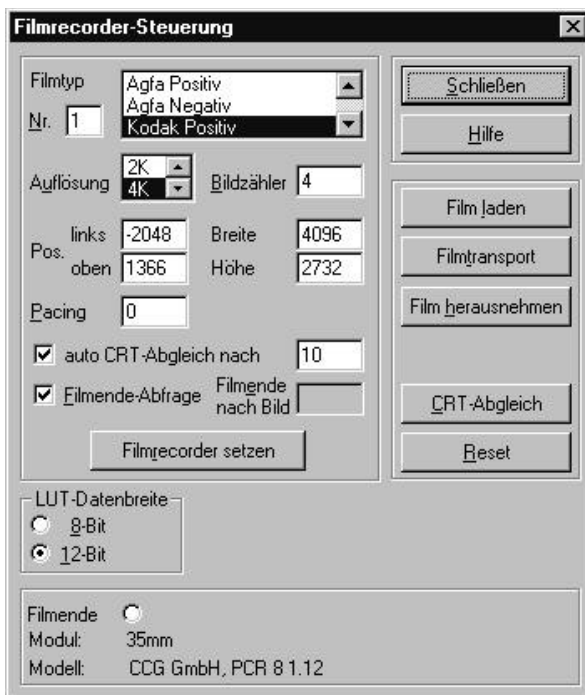 Filmrecorder-Steuerung
Filmtyp
Agfa Positiv
Agfa Negativ
Kodak Positiv
Nr. 1
Auflösung
2K
4K
Bildzähler 4
Pos.
links -2048
Breite 4096
oben 1366
Höhe 2732
Pacing 0
auto CRT-Abgleich nach 10
Filmende-Abfrage
Filmende
nach Bild
Filmrecorder setzen
Schließen
Hilfe
Film laden
Filmtransport
Film herausnehmen
CRT-Abgleich
Reset
LUT-Datenbreite
8-Bit
12-Bit
Filmende
Modul: 35mm
Modell: CCG GmbH, PCR 8 1.12